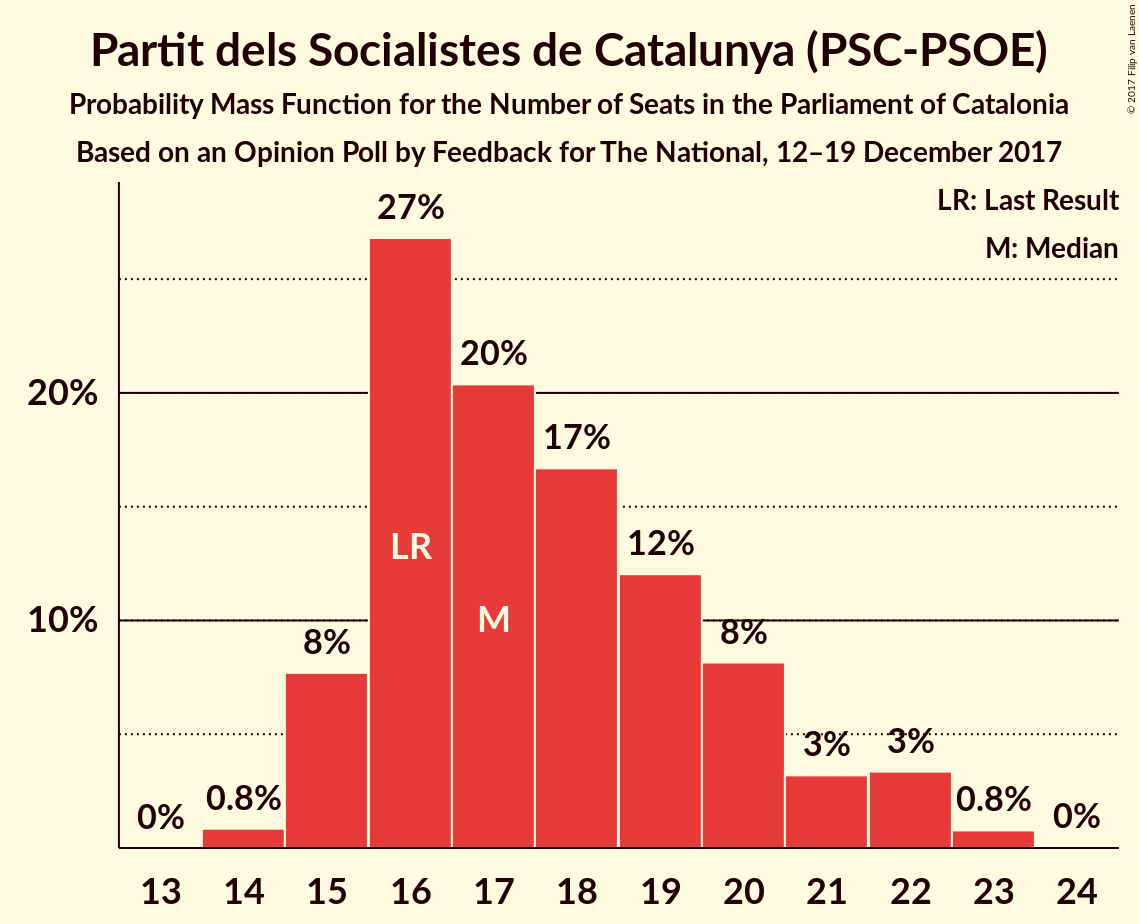 Partit dels Socialistes de Catalunya (PSC-PSOE)
Probability Mass Function for the Number of Seats in the Parliament of Catalonia
Based on an Opinion Poll by Feedback for The National, 12–19 December 2017
© 2017 Filip van Laenen
LR: Last Result
M: Median
27%
20%
20%
17%
LR
12%
M
10%
8%
8%
3%
3%
0.8%
0.8%
0%
0%
13 14 15 16 17 18 19 20 21 22 23 24